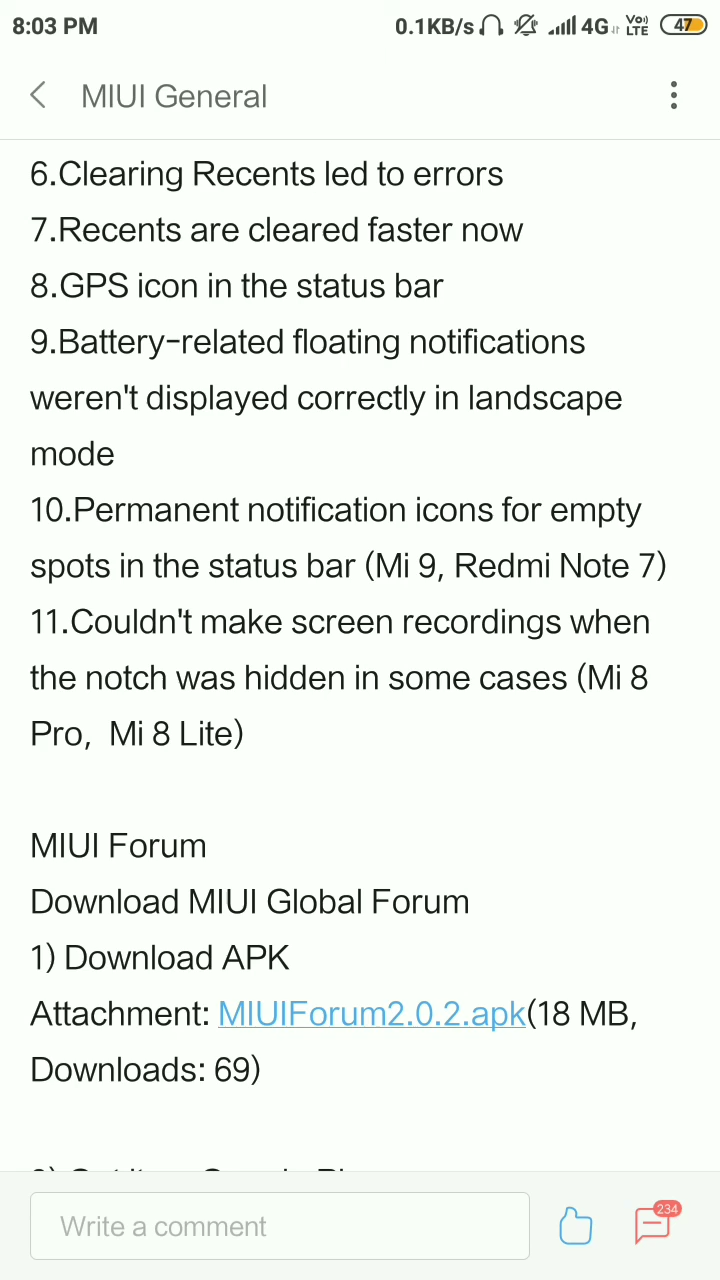 8:03 PM 0.1KB/s 4G VoLTE 47
MIUI General
6.Clearing Recents led to errors
7.Recents are cleared faster now
8.GPS icon in the status bar
9.Battery-related floating notifications
weren't displayed correctly in landscape
mode
10.Permanent notification icons for empty
spots in the status bar (Mi 9, Redmi Note 7)
11.Couldn't make screen recordings when
the notch was hidden in some cases (Mi 8
Pro,  Mi 8 Lite)
MIUI Forum
Download MIUI Global Forum
1) Download APK
Attachment: MIUIForum2.0.2.apk(18 MB,
Downloads: 69)
Write a comment
234